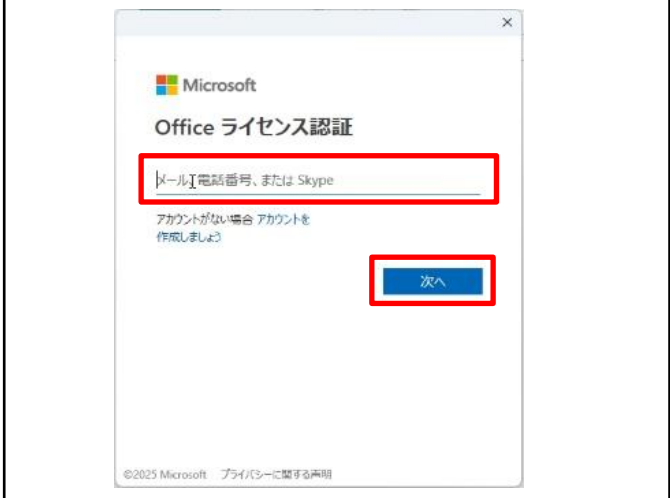 Microsoft
Office ライセンス認証
メール、電話番号、または Skype
アカウントがない場合 アカウントを
作成しましょう
次へ
©2025 Microsoft プライバシーに関する声明